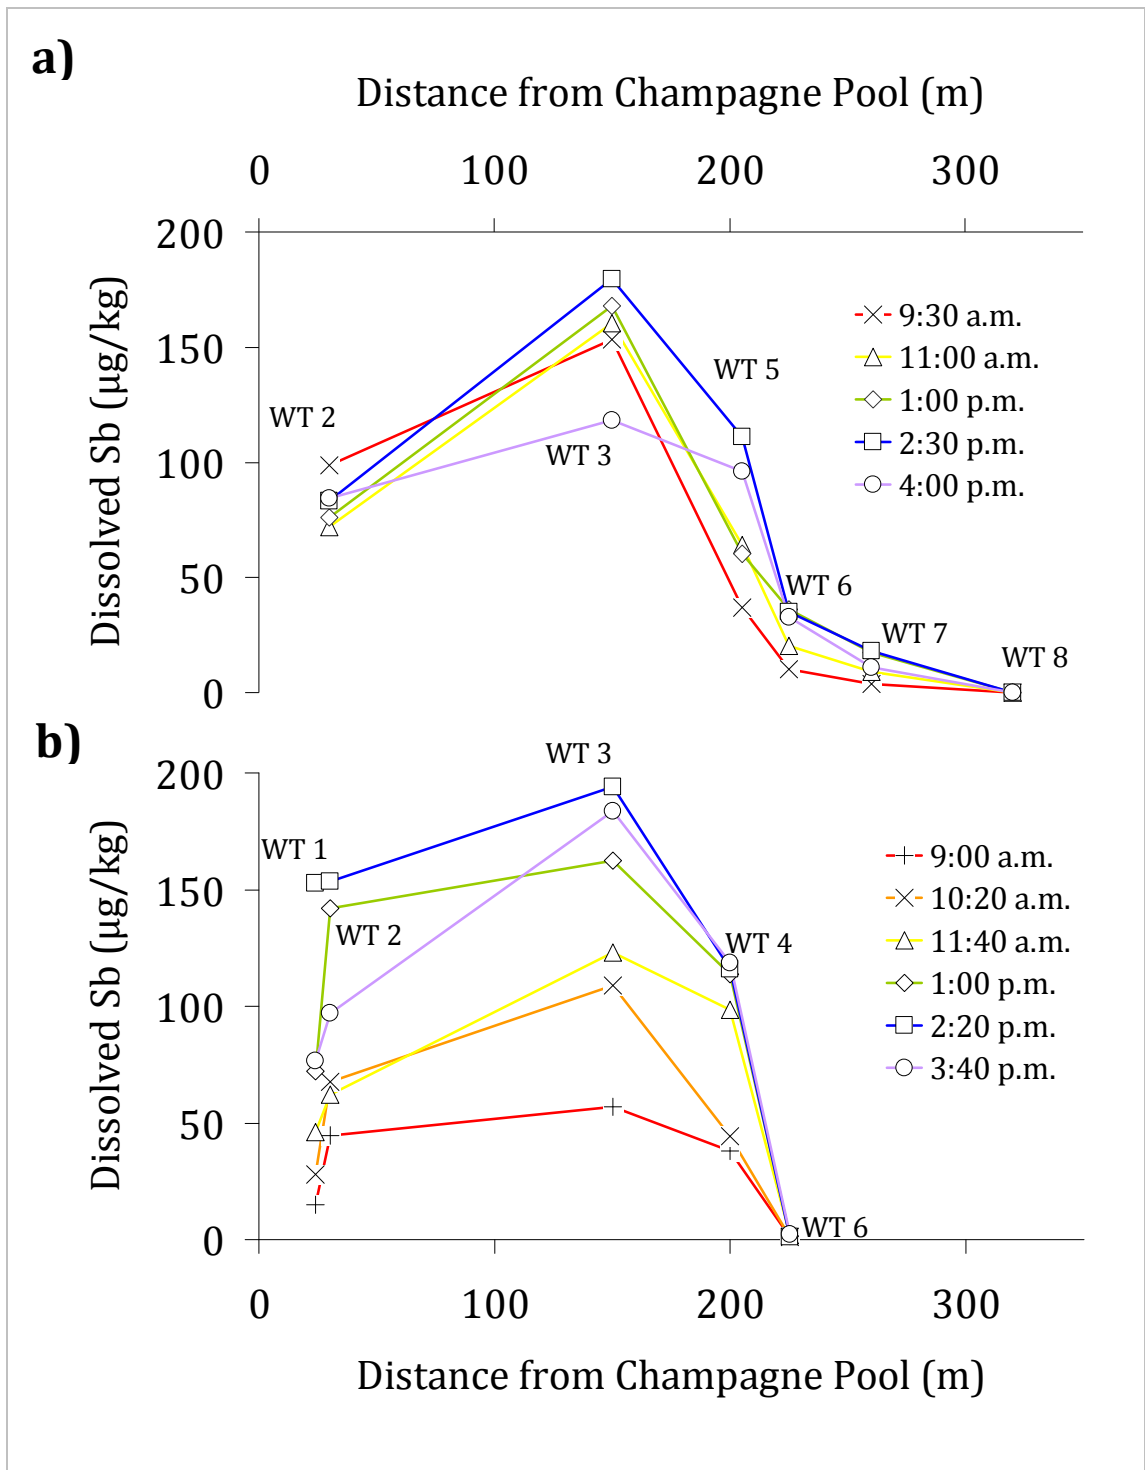 a)
Distance from Champagne Pool (m)
0 100 200 300
200
150
100
50
0
Dissolved Sb (µg/kg)
WT 2
WT 3
WT 5
WT 6
WT 7
WT 8
9:30 a.m.
11:00 a.m.
1:00 p.m.
2:30 p.m.
4:00 p.m.
b)
200
150
100
50
0
Dissolved Sb (µg/kg)
WT 1
WT 2
WT 3
WT 4
WT 6
9:00 a.m.
10:20 a.m.
11:40 a.m.
1:00 p.m.
2:20 p.m.
3:40 p.m.
0 100 200 300
Distance from Champagne Pool (m)